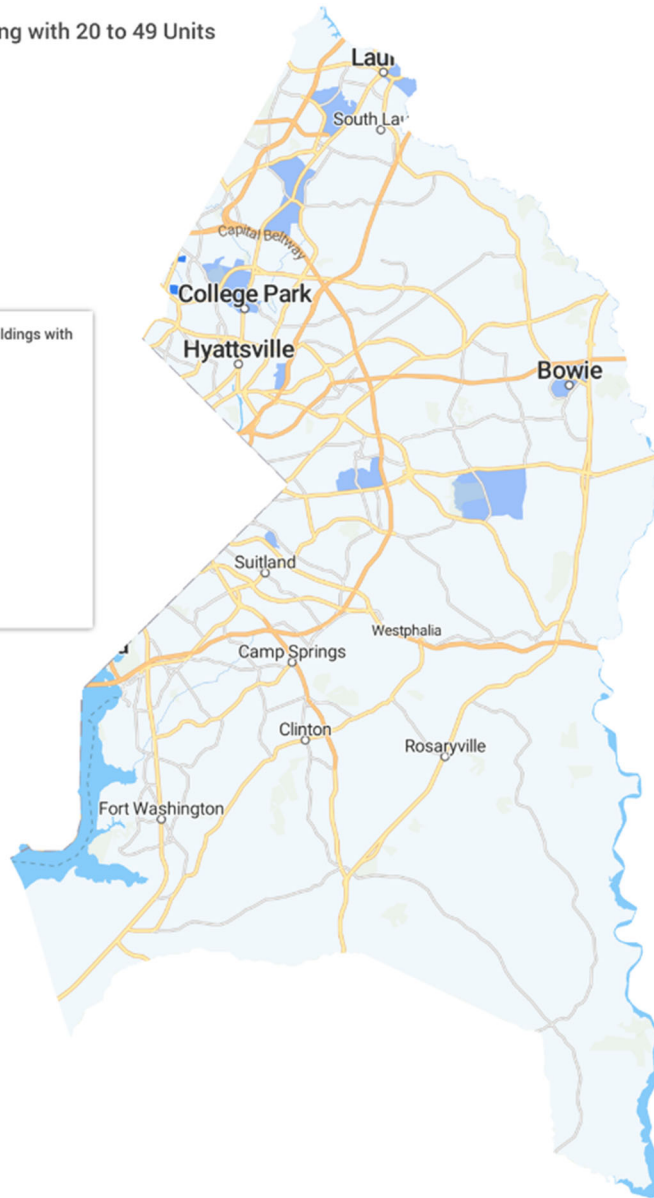 ng with 20 to 49 Units
Lau
South Lau
Capital Beltway
College Park
ldings with
Hyattsville
Bowie
Suitland
Westphalia
Camp Springs
Clinton
Rosaryville
Fort Washington